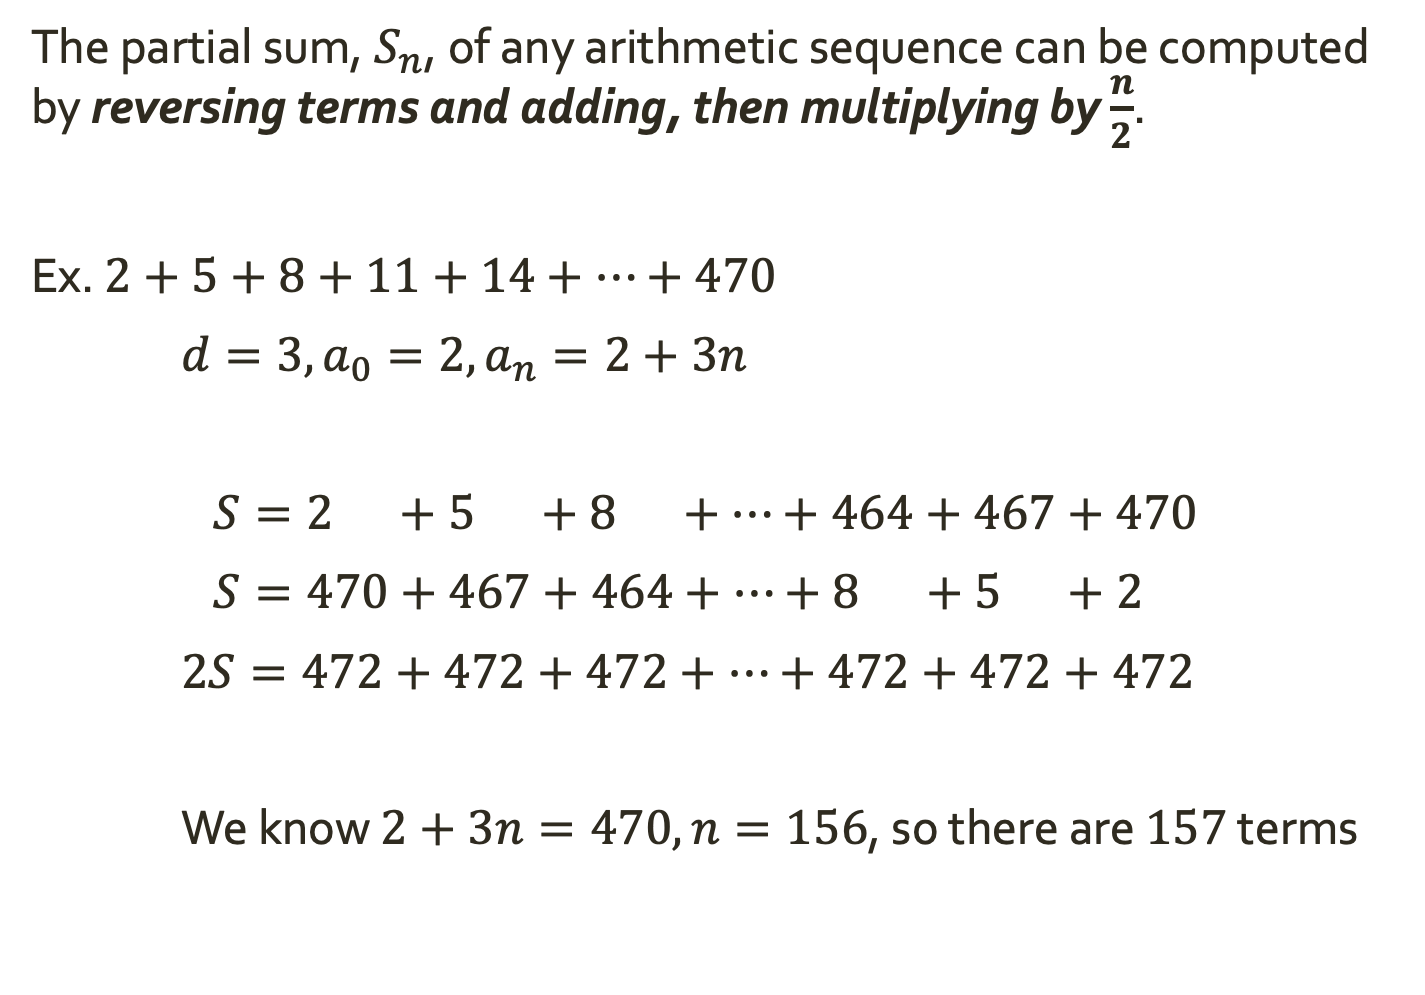 The partial sum, Sₙ, of any arithmetic sequence can be computed
by reversing terms and adding, then multiplying by n/2.
Ex. 2 + 5 + 8 + 11 + 14 + ⋯ + 470
d = 3, a₀ = 2, aₙ = 2 + 3n
S = 2 + 5 + 8 + ⋯ + 464 + 467 + 470
S = 470 + 467 + 464 + ⋯ + 8 + 5 + 2
2S = 472 + 472 + 472 + ⋯ + 472 + 472 + 472
We know 2 + 3n = 470, n = 156, so there are 157 terms